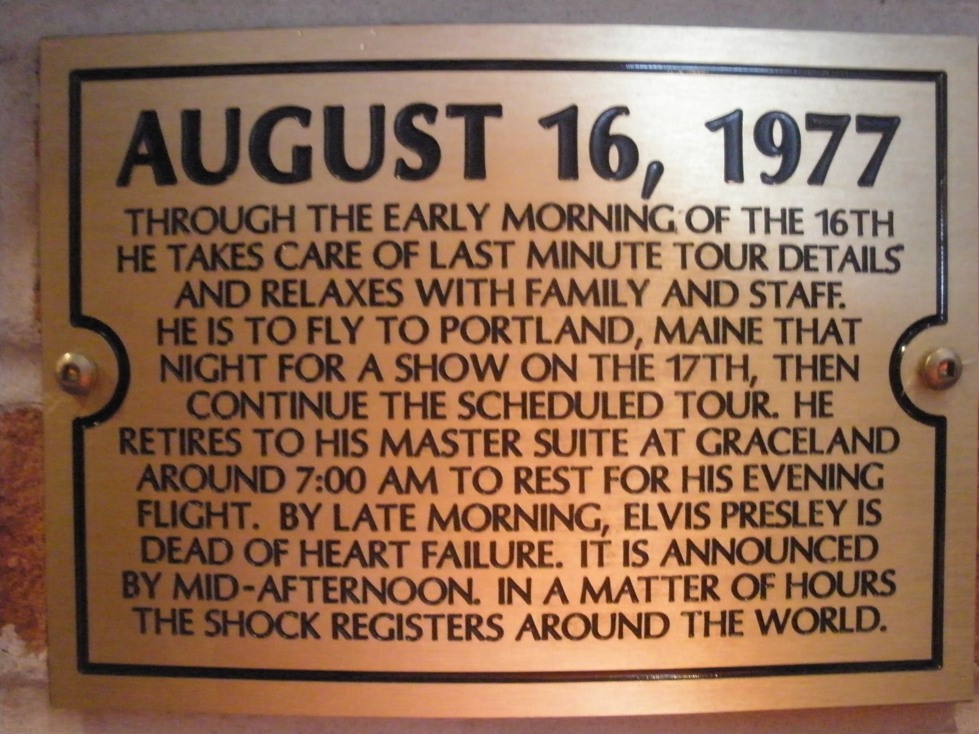 AUGUST 16, 1977
THROUGH THE EARLY MORNING OF THE 16TH
HE TAKES CARE OF LAST MINUTE TOUR DETAILS
AND RELAXES WITH FAMILY AND STAFF.
HE IS TO FLY TO PORTLAND, MAINE THAT
NIGHT FOR A SHOW ON THE 17TH, THEN
CONTINUE THE SCHEDULED TOUR. HE
RETIRES TO HIS MASTER SUITE AT GRACELAND
AROUND 7:00 AM TO REST FOR HIS EVENING
FLIGHT. BY LATE MORNING, ELVIS PRESLEY IS
DEAD OF HEART FAILURE. IT IS ANNOUNCED
BY MID-AFTERNOON. IN A MATTER OF HOURS
THE SHOCK REGISTERS AROUND THE WORLD.